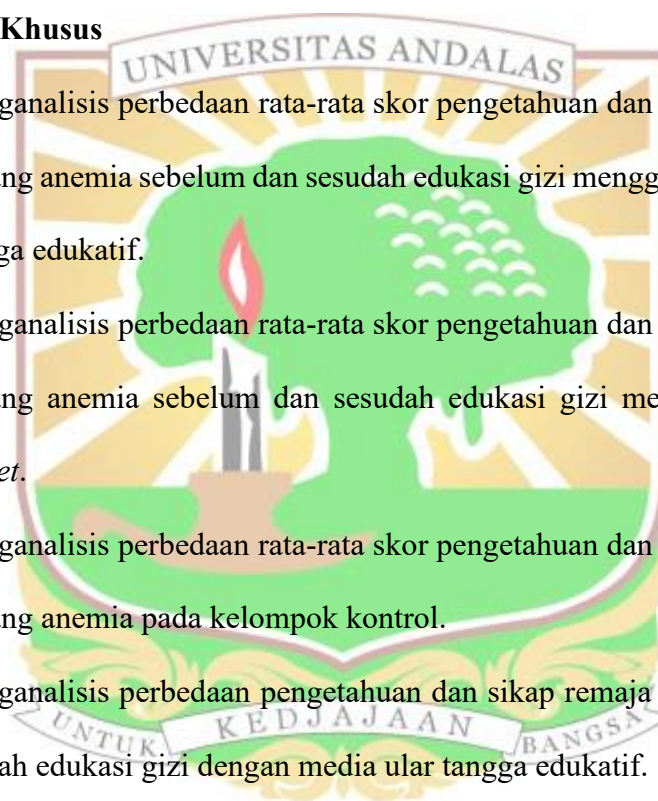 Khusus
UNIVERSITAS ANDALAS
ganalisis perbedaan rata-rata skor pengetahuan dan
ng anemia sebelum dan sesudah edukasi gizi mengg
ga edukatif.
ganalisis perbedaan rata-rata skor pengetahuan dan
ng anemia sebelum dan sesudah edukasi gizi me
et.
ganalisis perbedaan rata-rata skor pengetahuan dan
ng anemia pada kelompok kontrol.
ganalisis perbedaan pengetahuan dan sikap remaja
UNTUK KEDJAJAAN BANGSA
ah edukasi gizi dengan media ular tangga edukatif.